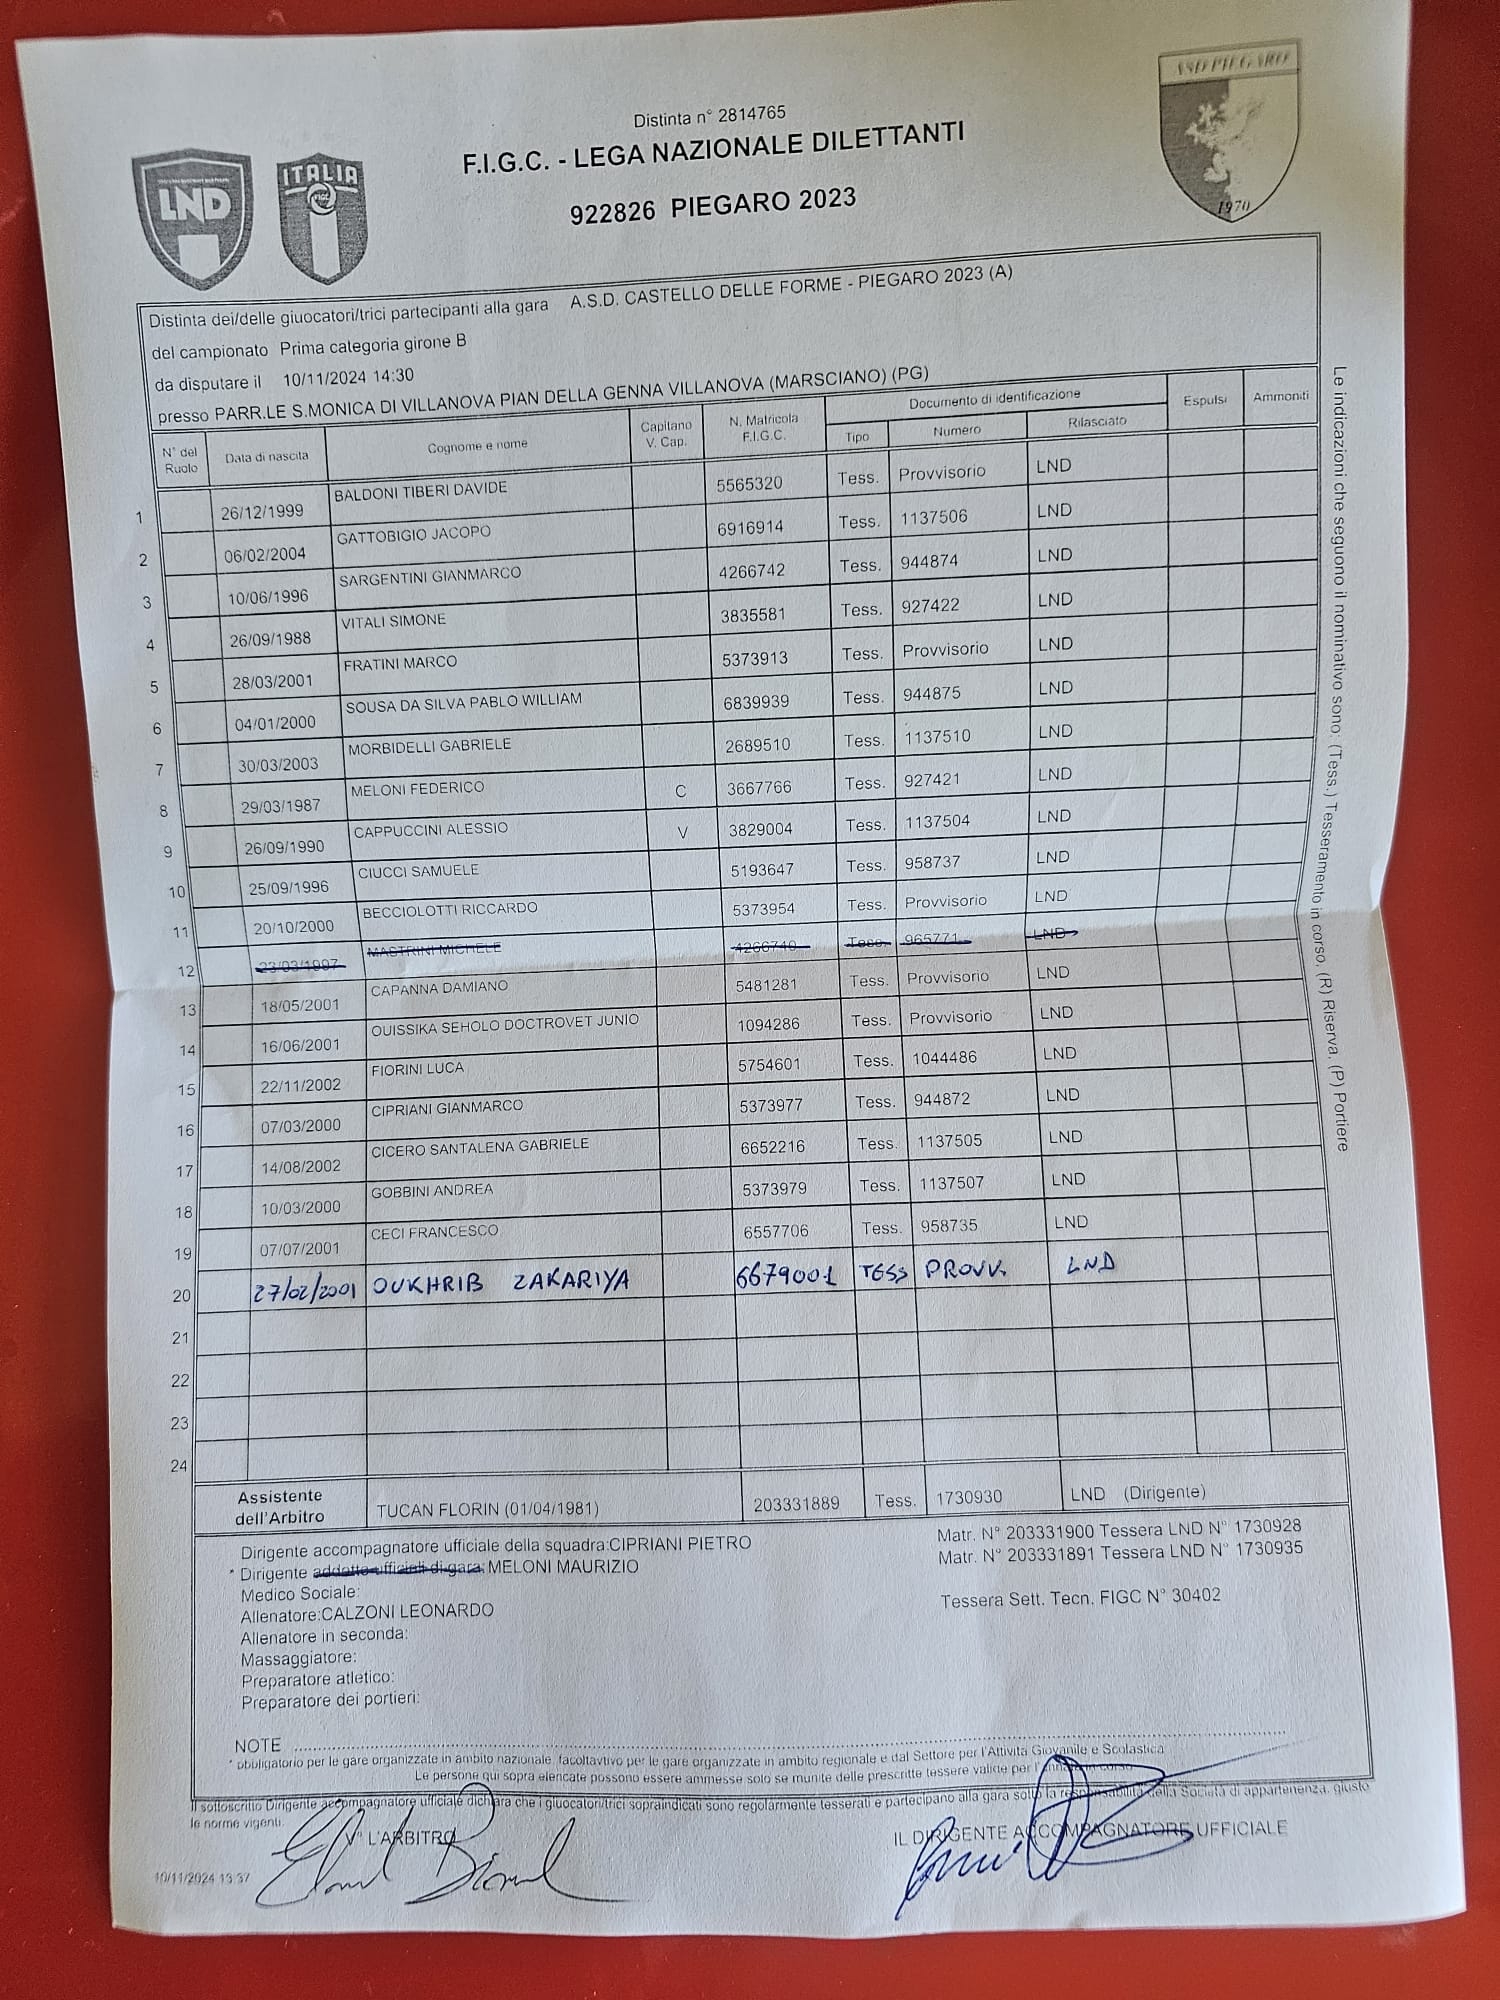 Distinta n° 2814765
F.I.G.C. - LEGA NAZIONALE DILETTANTI
922826 PIEGARO 2023
LND
ITALIA
ASD PIEGARO
1970
Distinta dei/delle giuocatori/trici partecipanti alla gara A.S.D. CASTELLO DELLE FORME - PIEGARO 2023 (A)
del campionato Prima categoria girone B
da disputare il 10/11/2024 14:30
presso PARR.LE S.MONICA DI VILLANOVA PIAN DELLA GENNA VILLANOVA (MARSCIANO) (PG)
N° del Ruolo Data di nascita Cognome e nome Capitano V. Cap. N. Matricola F.I.G.C. Documento di identificazione Tipo Numero Rilasciato Espulsi Ammoniti
1 26/12/1999 BALDONI TIBERI DAVIDE 5565320 Tess. Provvisorio LND
2 06/02/2004 GATTOBIGIO JACOPO 6916914 Tess. 1137506 LND
3 10/06/1996 SARGENTINI GIANMARCO 4266742 Tess. 944874 LND
4 26/09/1988 VITALI SIMONE 3835581 Tess. 927422 LND
5 28/03/2001 FRATINI MARCO 5373913 Tess. Provvisorio LND
6 04/01/2000 SOUSA DA SILVA PABLO WILLIAM 6839939 Tess. 944875 LND
7 30/03/2003 MORBIDELLI GABRIELE 2689510 Tess. 1137510 LND
8 29/03/1987 MELONI FEDERICO C 3667766 Tess. 927421 LND
9 26/09/1990 CAPPUCCINI ALESSIO V 3829004 Tess. 1137504 LND
10 25/09/1996 CIUCCI SAMUELE 5193647 Tess. 958737 LND
11 20/10/2000 BECCIOLOTTI RICCARDO 5373954 Tess. Provvisorio LND
12 23/03/1997 MASTRINI MICHELE 4266740 Tess. 965771 LND
13 18/05/2001 CAPANNA DAMIANO 5481281 Tess. Provvisorio LND
14 16/06/2001 OUISSIKA SEHOLO DOCTROVET JUNIO 1094286 Tess. Provvisorio LND
15 22/11/2002 FIORINI LUCA 5754601 Tess. 1044486 LND
16 07/03/2000 CIPRIANI GIANMARCO 5373977 Tess. 944872 LND
17 14/08/2002 CICERO SANTALENA GABRIELE 6652216 Tess. 1137505 LND
18 10/03/2000 GOBBINI ANDREA 5373979 Tess. 1137507 LND
19 07/07/2001 CECI FRANCESCO 6557706 Tess. 958735 LND
20 27/02/2001 OUKHRIB ZAKARIYA 6679001 TESS PROVV. LND
21
22
23
24
Assistente dell'Arbitro TUCAN FLORIN (01/04/1981) 203331889 Tess. 1730930 LND (Dirigente)
Dirigente accompagnatore ufficiale della squadra:CIPRIANI PIETRO Matr. N° 203331900 Tessera LND N° 1730928
* Dirigente addetto ufficiali di gara: MELONI MAURIZIO Matr. N° 203331891 Tessera LND N° 1730935
Medico Sociale:
Allenatore:CALZONI LEONARDO Tessera Sett. Tecn. FIGC N° 30402
Allenatore in seconda:
Massaggiatore:
Preparatore atletico:
Preparatore dei portieri:
NOTE
* obbligatorio per le gare organizzate in ambito nazionale, facoltavtivo per le gare organizzate in ambito regionale e dal Settore per l'Attività Giovanile e Scolastica
Le persone qui sopra elencate possono essere ammesse solo se munite delle prescritte tessere valide per l'anno in corso
Il sottoscritto Dirigente accompagnatore ufficiale dichiara che i giuocatori/trici sopraindicati sono regolarmente tesserati e partecipano alla gara sotto la responsabilità della Società di appartenenza, giusto
le norme vigenti.
V° L'ARBITRO
IL DIRIGENTE ACCOMPAGNATORE UFFICIALE
10/11/2024 13:37
Le indicazioni che seguono il nominativo sono: (Tess.) Tesseramento in corso, (R) Riserva, (P) Portiere